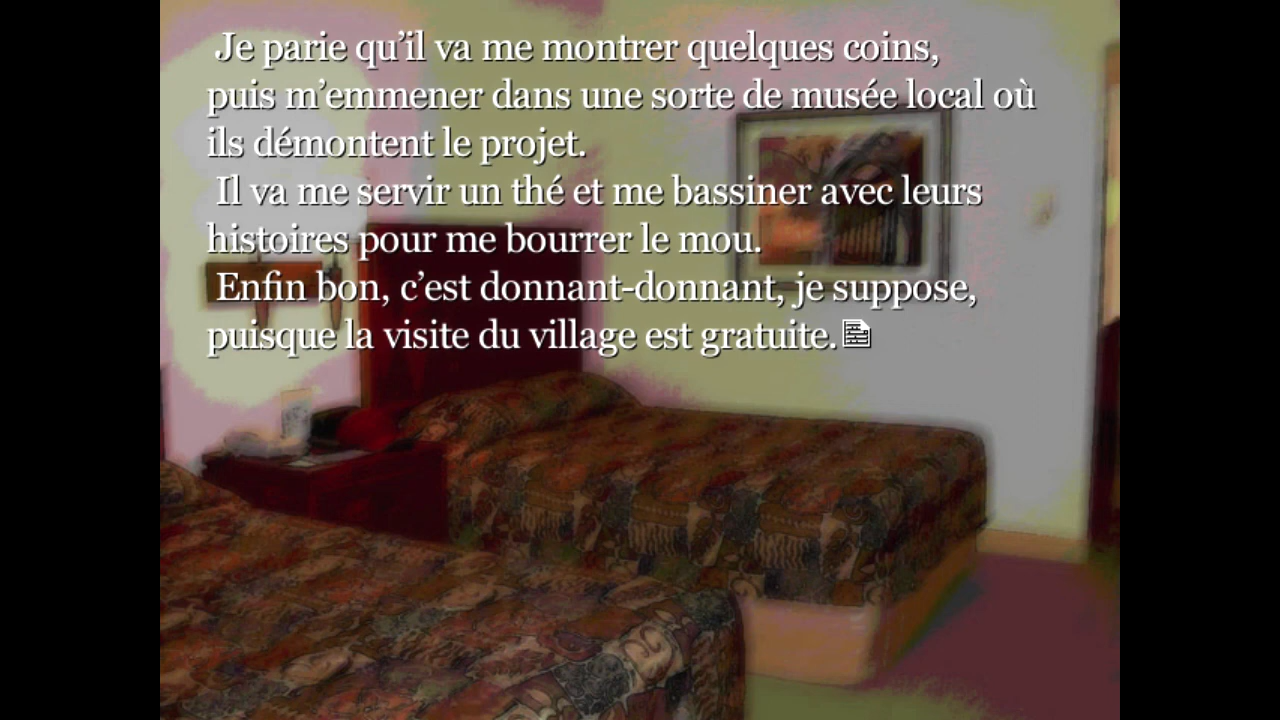 Je parie qu’il va me montrer quelques coins,
puis m’emmener dans une sorte de musée local où
ils démontent le projet.
Il va me servir un thé et me bassiner avec leurs
histoires pour me bourrer le mou.
Enfin bon, c’est donnant-donnant, je suppose,
puisque la visite du village est gratuite.